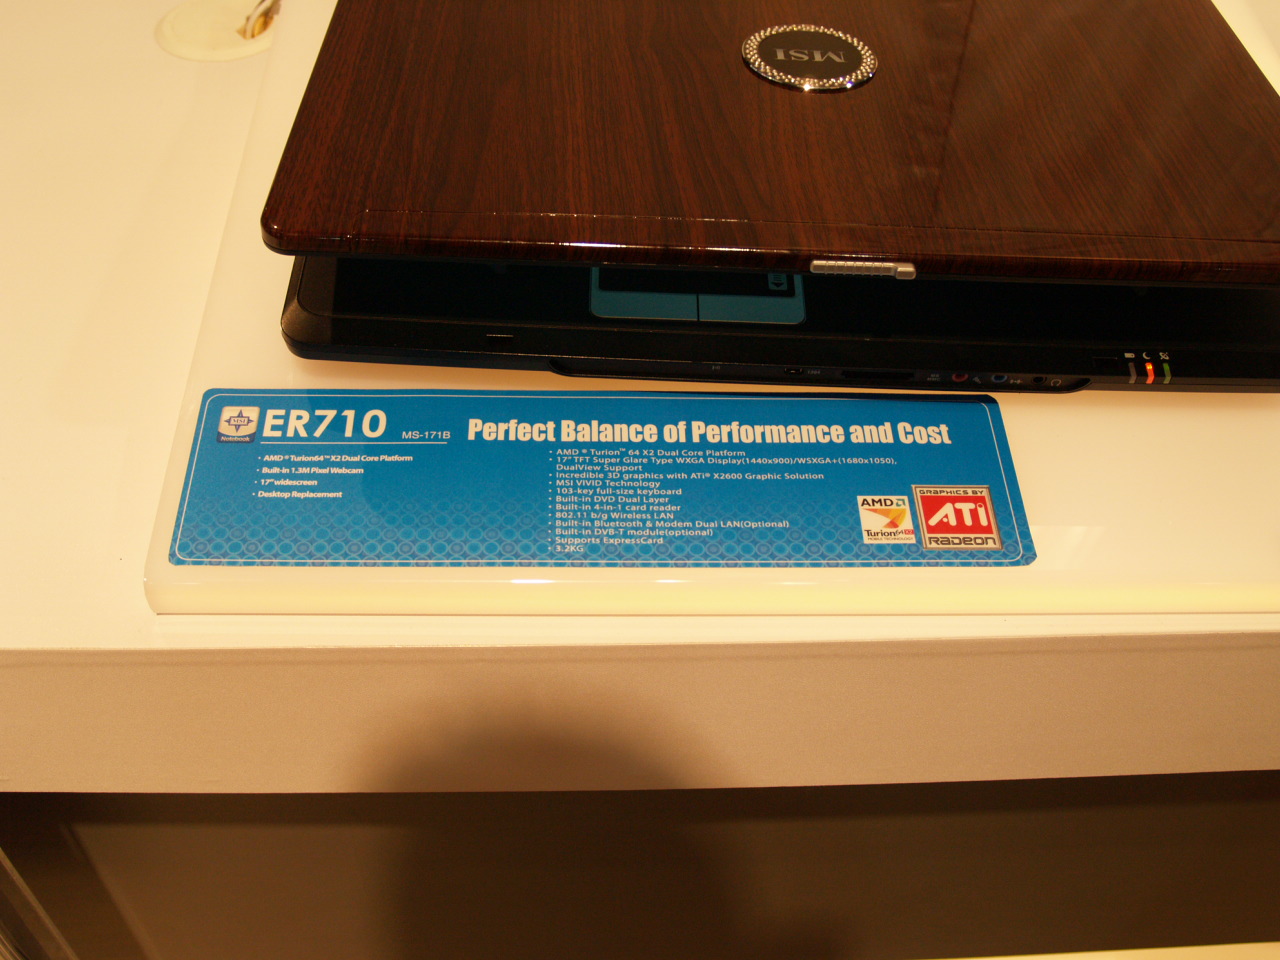 MSI
MSI
Notebook
ER710 MS-171B
• AMD ® Turion64™ X2 Dual Core Platform
• Built-in 1.3M Pixel Webcam
• 17" widescreen
• Desktop Replacement
Perfect Balance of Performance and Cost
• AMD ® Turion™ 64 X2 Dual Core Platform
• 17" TFT Super Glare Type WXGA Display(1440x900)/WSXGA+(1680x1050),
DualView Support
• Incredible 3D graphics with ATi® X2600 Graphic Solution
• MSI VIVID Technology
• 103-key full-size keyboard
• Built-in DVD Dual Layer
• Built-in 4-in-1 card reader
• 802.11 b/g Wireless LAN
• Built-in Bluetooth & Modem Dual LAN(Optional)
• Built-in DVB-T module(optional)
• Supports ExpressCard
• 3.2KG
AMD
Turion 64 X2
MOBILE TECHNOLOGY
GRAPHICS BY
ATi
RADEON